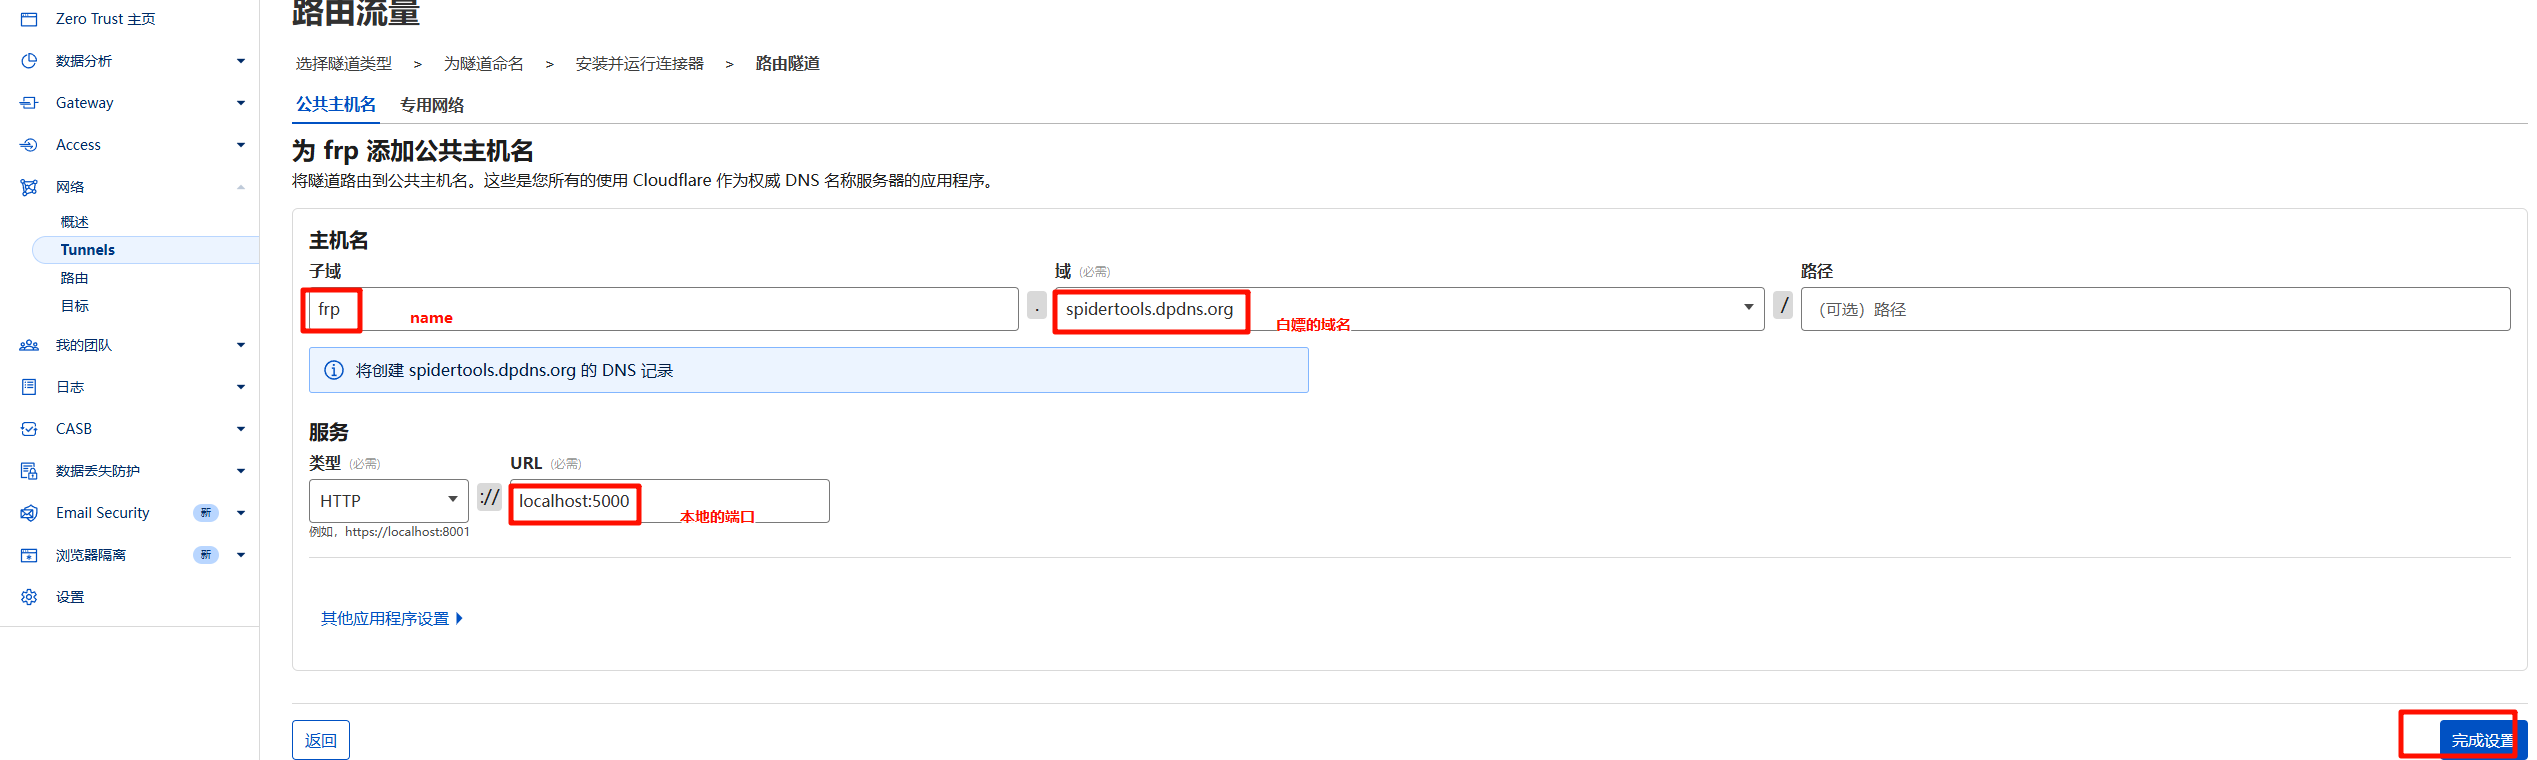 路由流量
Zero Trust 主页
数据分析
Gateway
Access
网络
概述
Tunnels
路由
目标
我的团队
日志
CASB
数据丢失防护
Email Security 新
浏览器隔离 新
设置
选择隧道类型 > 为隧道命名 > 安装并运行连接器 > 路由隧道
公共主机名 专用网络
为 frp 添加公共主机名
将隧道路由到公共主机名。这些是您所有的使用 Cloudflare 作为权威 DNS 名称服务器的应用程序。
主机名
子域 域 (必需) 路径
frp name . spidertools.dpdns.org 白嫖的域名 / （可选）路径
将创建 spidertools.dpdns.org 的 DNS 记录
服务
类型 (必需) URL (必需)
HTTP :// localhost:5000 本地的端口
例如，https://localhost:8001
其他应用程序设置
返回 完成设置